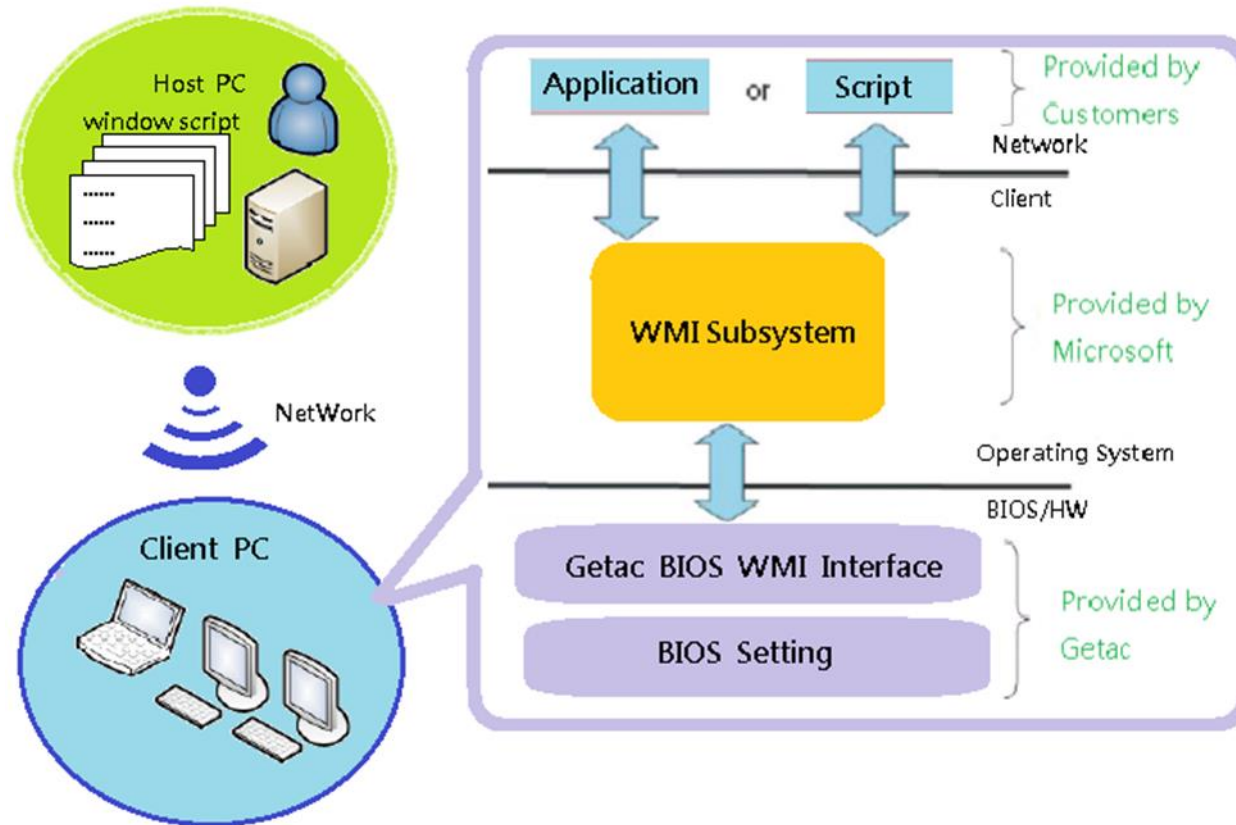 Host PC
window script
......
......
......
NetWork
Client PC
Application or Script
Provided by
Customers
Network
Client
WMI Subsystem
Provided by
Microsoft
Operating System
BIOS/HW
Getac BIOS WMI Interface
BIOS Setting
Provided by
Getac